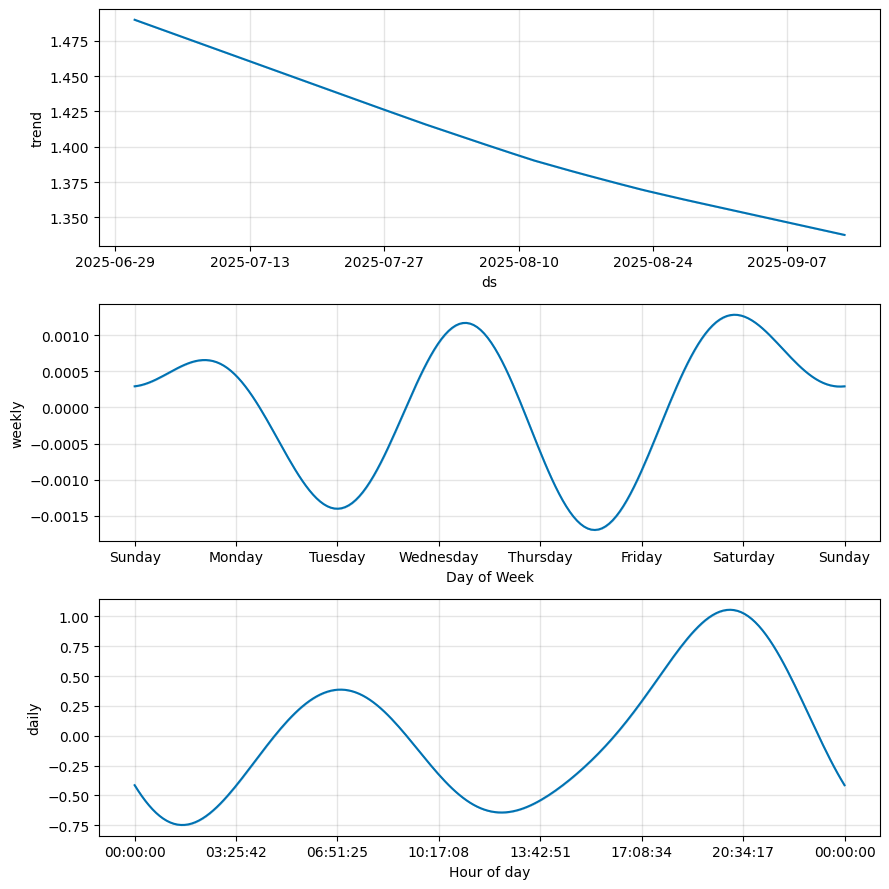 1.475
1.450
1.425
1.400
1.375
1.350
trend
2025-06-29 2025-07-13 2025-07-27 2025-08-10 2025-08-24 2025-09-07
ds
0.0010
0.0005
0.0000
−0.0005
−0.0010
−0.0015
weekly
Sunday Monday Tuesday Wednesday Thursday Friday Saturday Sunday
Day of Week
1.00
0.75
0.50
0.25
0.00
−0.25
−0.50
−0.75
daily
00:00:00 03:25:42 06:51:25 10:17:08 13:42:51 17:08:34 20:34:17 00:00:00
Hour of day